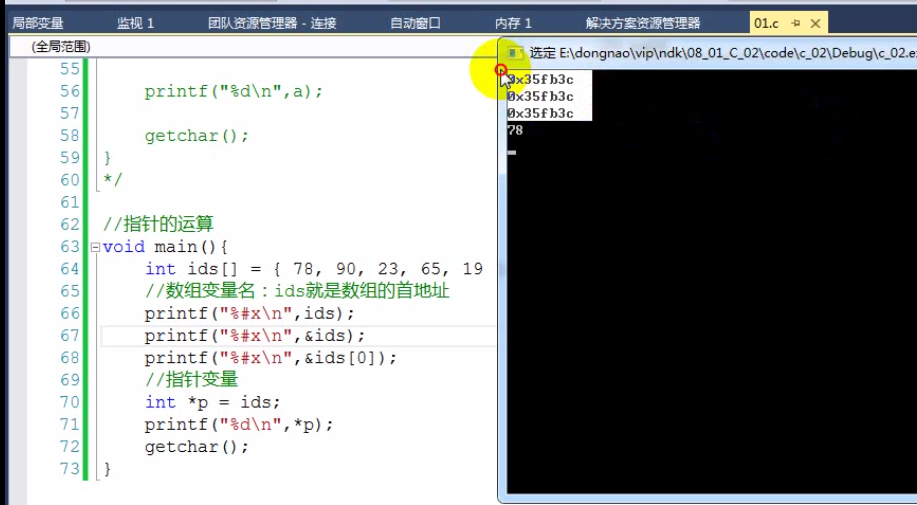 局部变量 监视 1 团队资源管理器 - 连接 自动窗口 内存 1 解决方案资源管理器 01.c
(全局范围)
选定 E:\dongnao\vip\ndk\08_01_C_02\code\c_02\Debug\c_02.e
55
56 printf("%d\n",a);
57
58 getchar();
59 }
60 */
61
62 //指针的运算
63 void main(){
64 int ids[] = { 78, 90, 23, 65, 19
65 //数组变量名：ids就是数组的首地址
66 printf("%#x\n",ids);
67 printf("%#x\n",&ids);
68 printf("%#x\n",&ids[0]);
69 //指针变量
70 int *p = ids;
71 printf("%d\n",*p);
72 getchar();
73 }
0x35fb3c
0x35fb3c
0x35fb3c
78